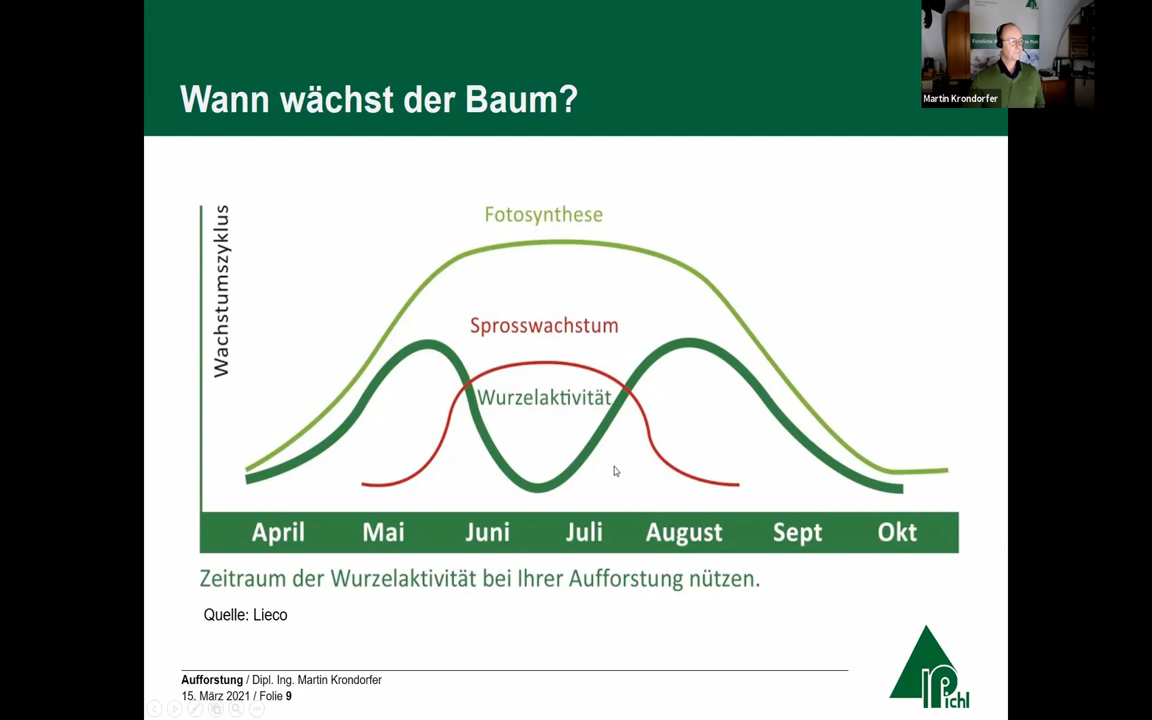 Wann wächst der Baum?
Martin Krondorfer
Wachstumszyklus
Fotosynthese
Sprosswachstum
Wurzelaktivität
April Mai Juni Juli August Sept Okt
Zeitraum der Wurzelaktivität bei Ihrer Aufforstung nützen.
Quelle: Lieco
Aufforstung / Dipl. Ing. Martin Krondorfer
15. März 2021 / Folie 9
Pichl